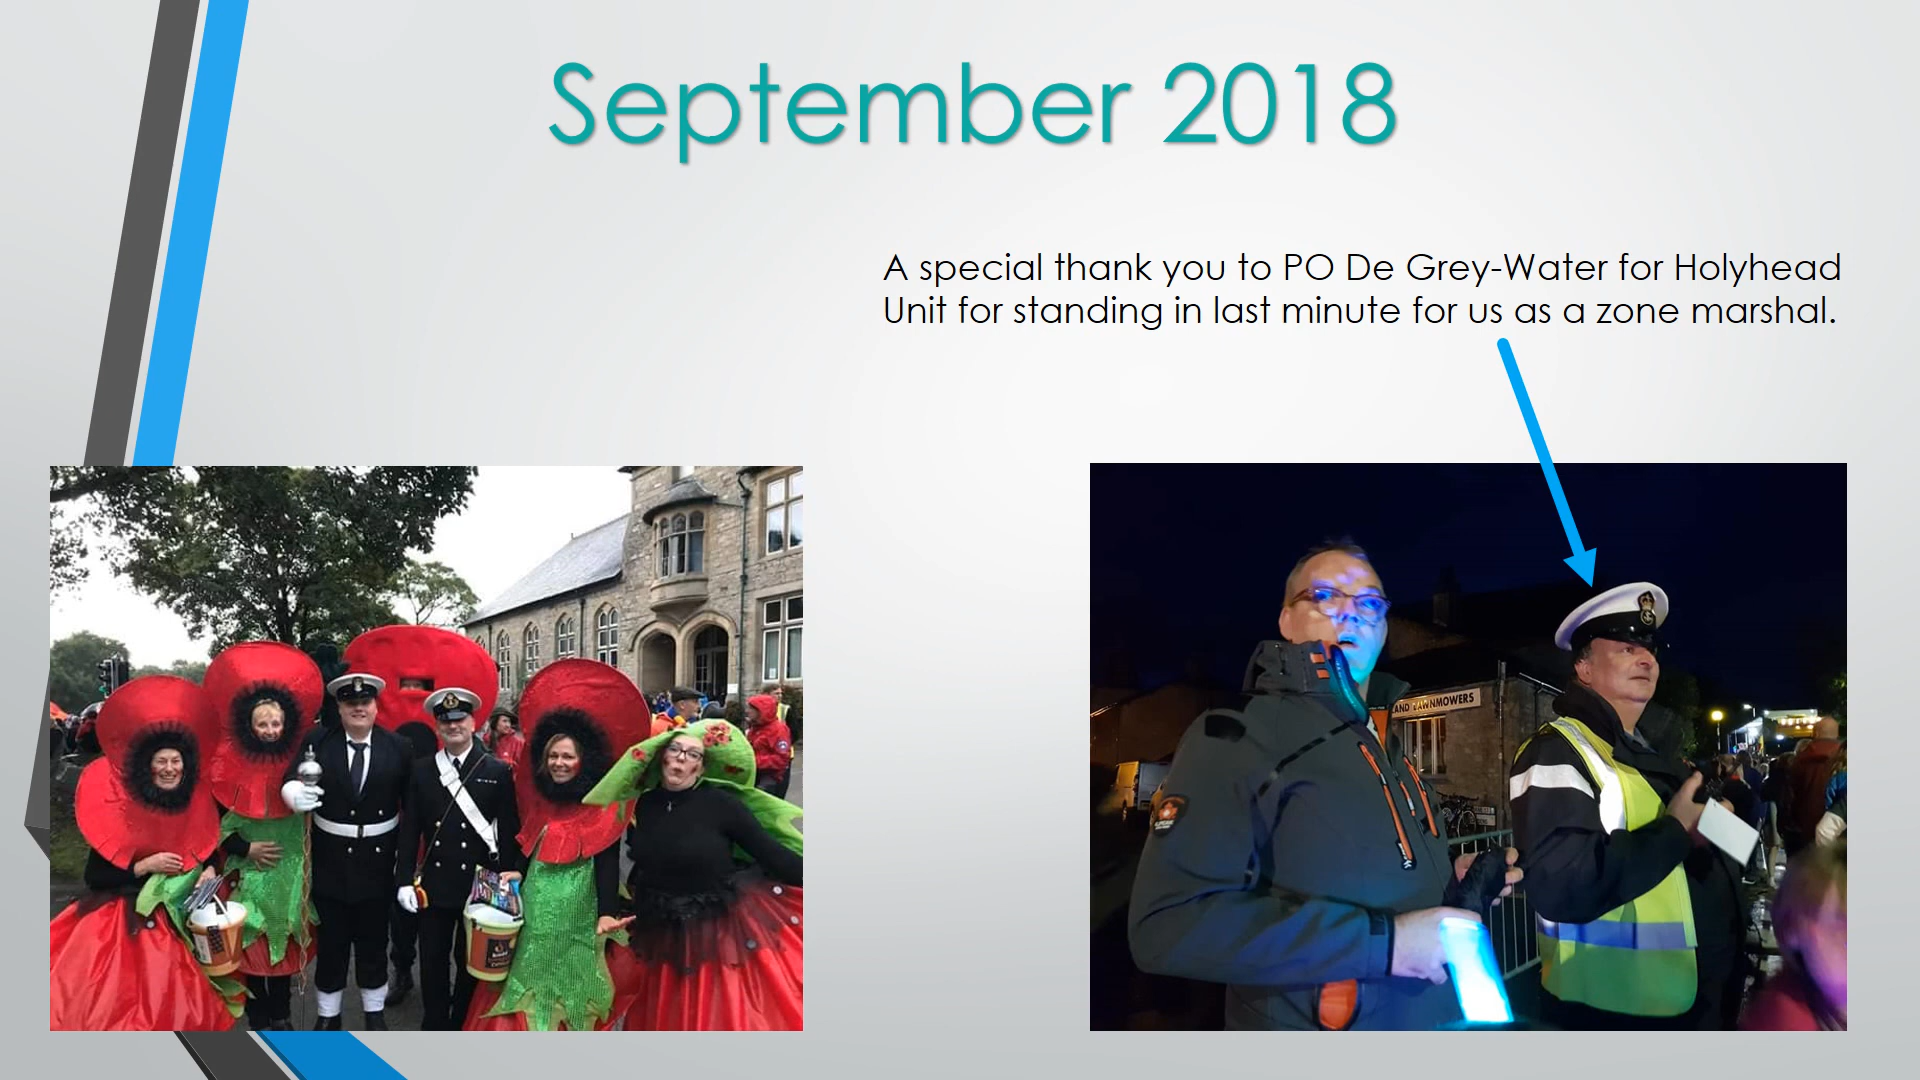 September 2018
A special thank you to PO De Grey-Water for Holyhead
Unit for standing in last minute for us as a zone marshal.
LAND LAWNMOWERS